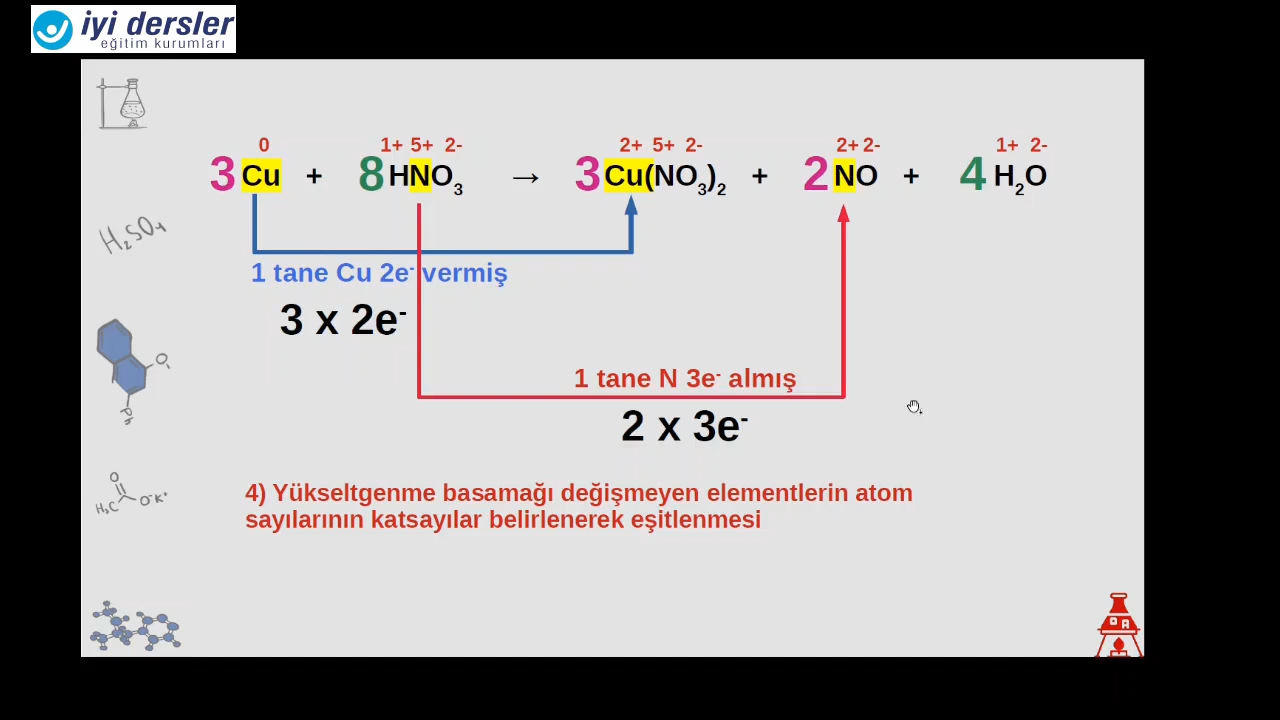 iyi dersler
eğitim kurumları
0 1+ 5+ 2- 2+ 5+ 2- 2+ 2- 1+ 2-
3 Cu + 8 HNO3 → 3 Cu(NO3)2 + 2 NO + 4 H2O
H2SO4
1 tane Cu 2e- vermiş
3 x 2e-
1 tane N 3e- almış
2 x 3e-
O
Ph
O
H3C O-K+
4) Yükseltgenme basamağı değişmeyen elementlerin atom
sayılarının katsayılar belirlenerek eşitlenmesi